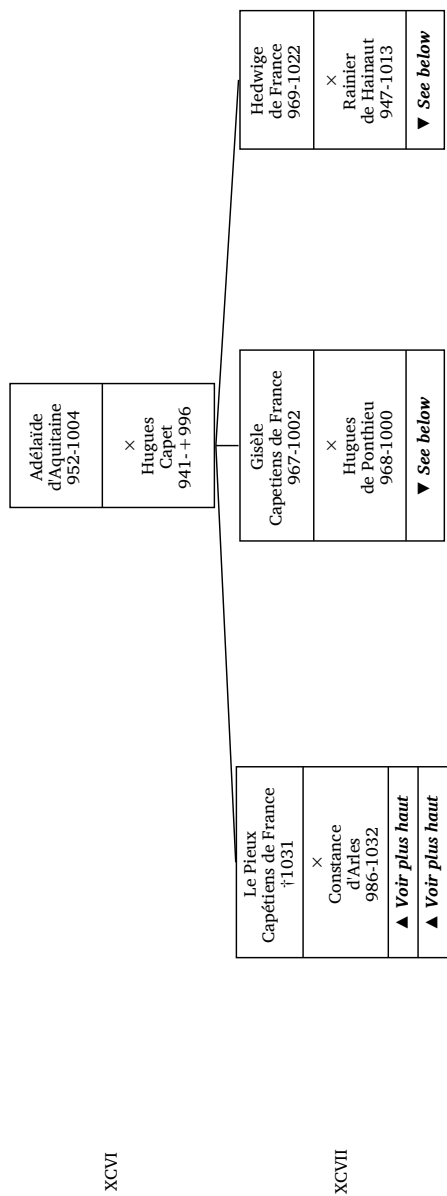 XCVI
Adélaïde
d'Aquitaine
952-1004
×
Hugues
Capet
941-+996
XCVII
Le Pieux
Capétiens de France
†1031
×
Constance
d'Arles
986-1032
▲ Voir plus haut
▲ Voir plus haut
Gisèle
Capetiens de France
967-1002
×
Hugues
de Ponthieu
968-1000
▼ See below
Hedwige
de France
969-1022
×
Rainier
de Hainaut
947-1013
▼ See below